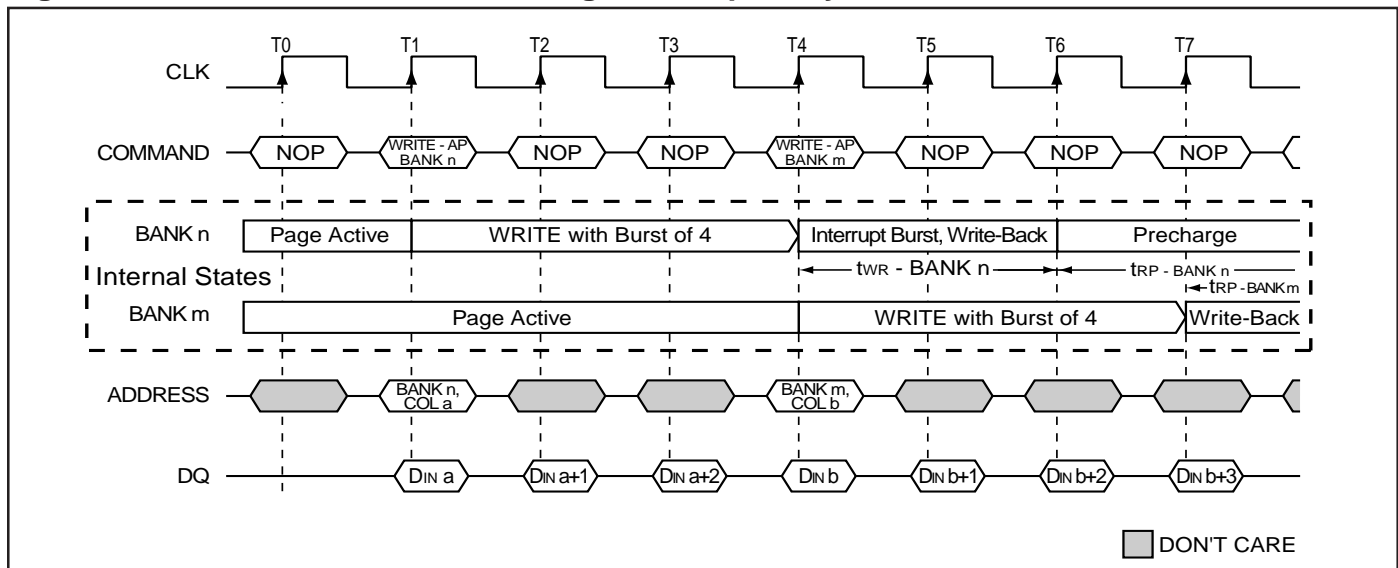 T0 T1 T2 T3 T4 T5 T6 T7
CLK
COMMAND NOP WRITE - AP BANK n NOP NOP WRITE - AP BANK m NOP NOP NOP
BANK n Page Active WRITE with Burst of 4 Interrupt Burst, Write-Back Precharge
Internal States tWR - BANK n tRP - BANK n
tRP - BANK m
BANK m Page Active WRITE with Burst of 4 Write-Back
ADDRESS BANK n, COL a BANK m, COL b
DQ DIN a DIN a+1 DIN a+2 DIN b DIN b+1 DIN b+2 DIN b+3
DON'T CARE